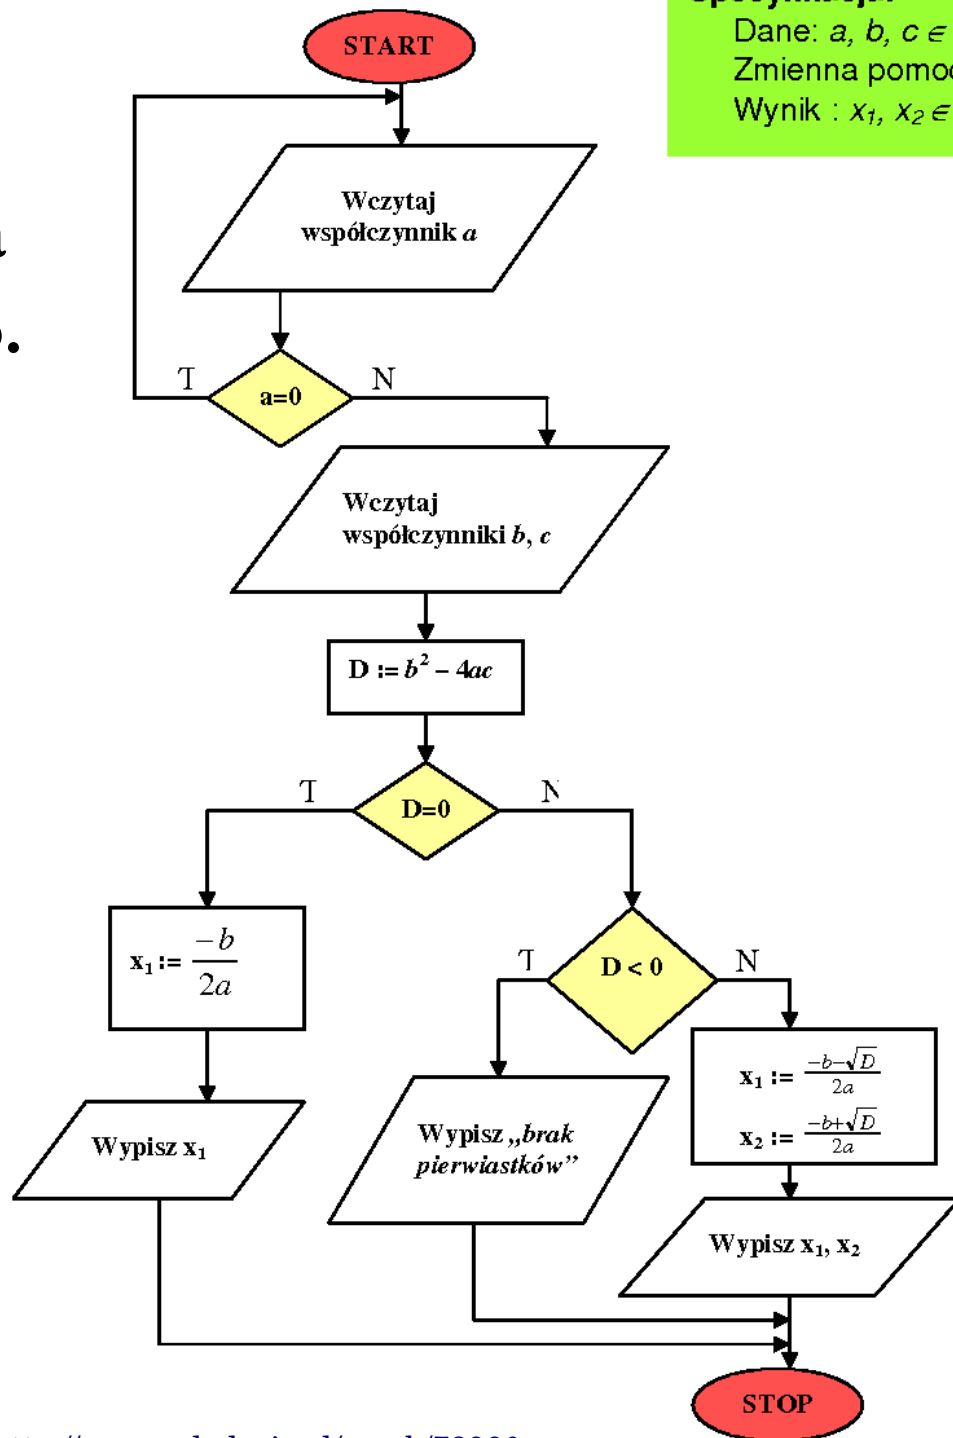 START
Dane: a, b, c ∈
Zmienna
Wynik : x₁, x₂ ∈
Wczytaj
współczynnik a
T
a=0
N
Wczytaj
współczynniki b, c
D := b² – 4ac
T
D=0
N
x₁ := −b / 2a
T
D < 0
N
x₁ := −b−√D / 2a
x₂ := −b+√D / 2a
Wypisz x₁
Wypisz „brak
pierwiastków”
Wypisz x₁, x₂
STOP